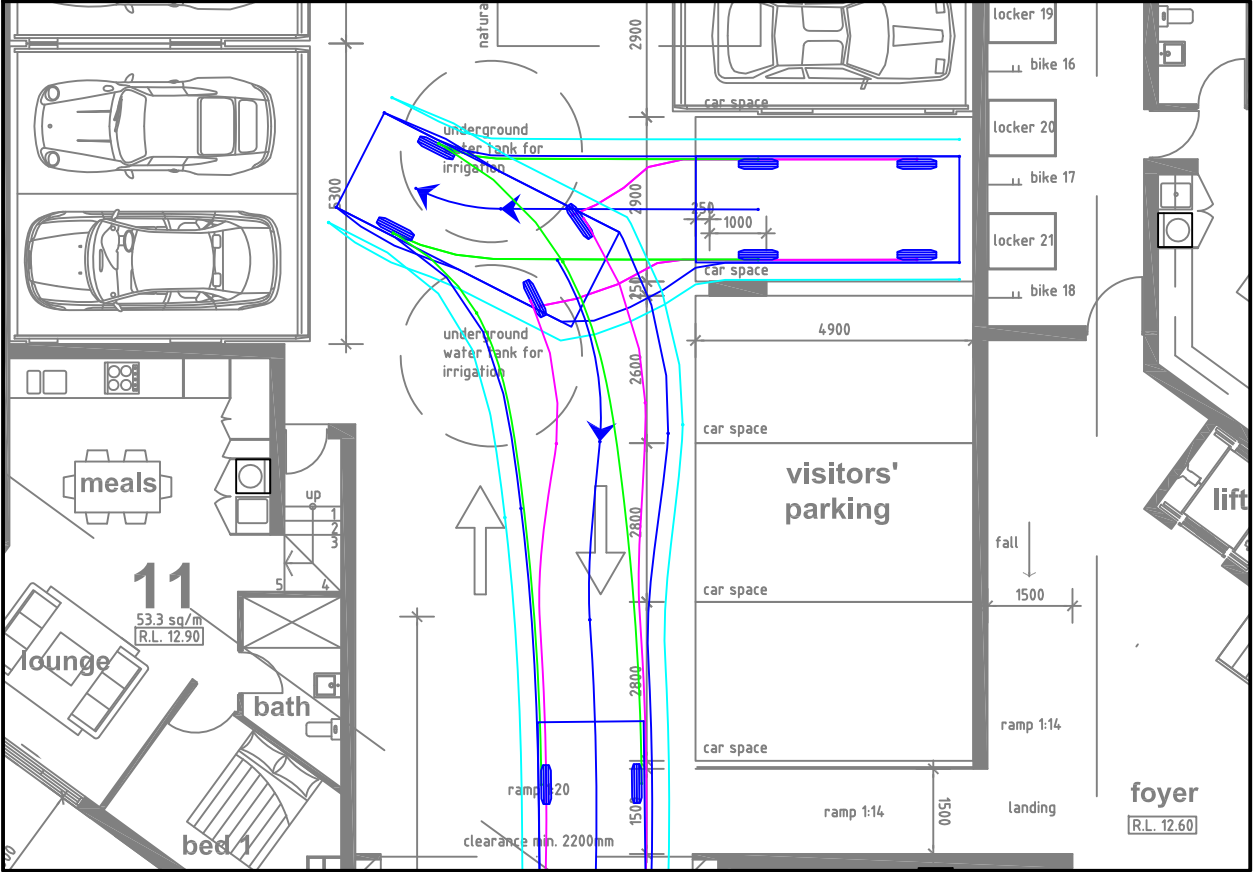 locker 19
natura
2900
bike 16
car space
locker 20
underground
water tank for
irrigation
bike 17
5300
2900
250
1000
locker 21
car space
250
bike 18
underground
water tank for
irrigation
4900
2600
car space
visitors'
parking
meals
up
1
2
3
5
4
lift
2800
fall
11
53.3 sq/m
R.L. 12.90
car space
1500
lounge
2800
bath
ramp 1:14
car space
ramp 1:20
1500
ramp 1:14
1500
landing
foyer
R.L. 12.60
bed 1
clearance min. 2200mm